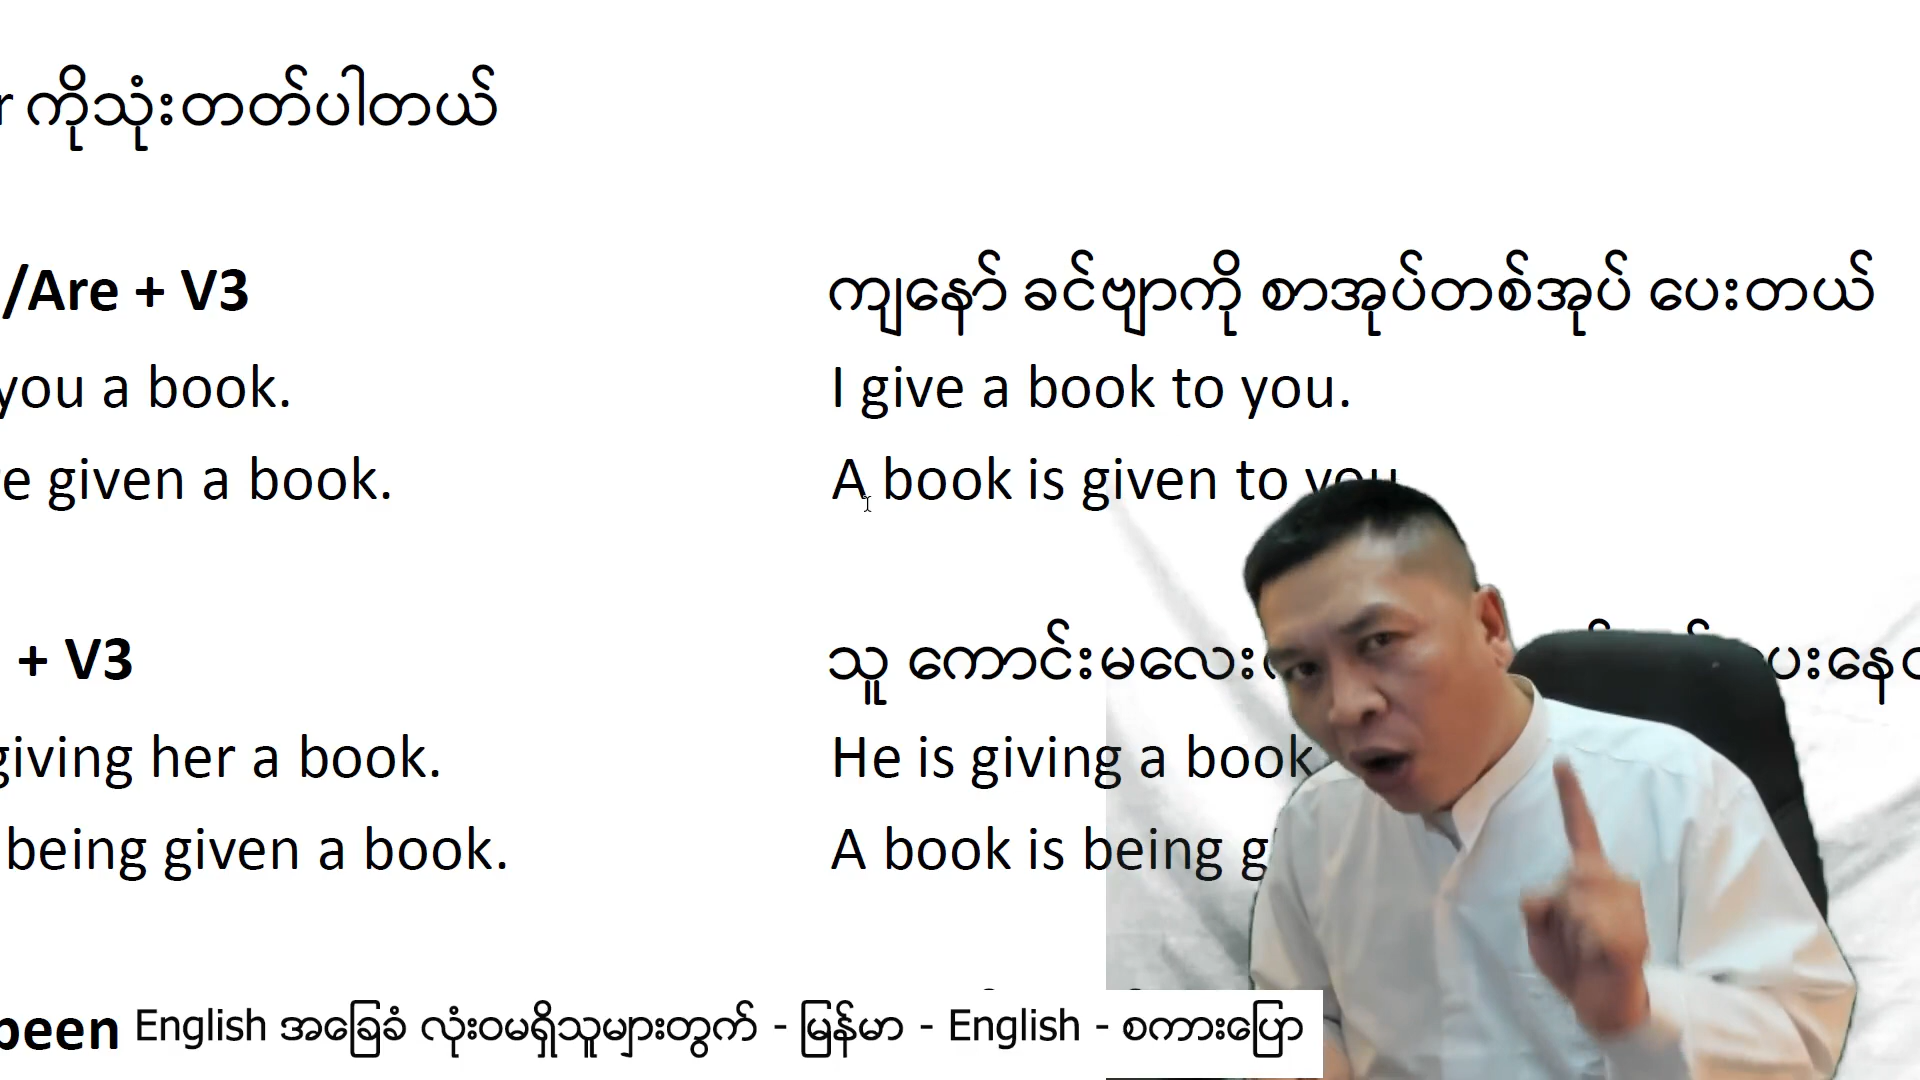 ကိုသုံးတတ်ပါတယ်
/Are + V3
ကျနော် ခင်ဗျာကို စာအုပ်တစ်အုပ် ပေးတယ်
you a book.
I give a book to you.
given a book.
A book is given to you
+ V3
သူ ကောင်းမလေး
giving her a book.
He is giving a book
being given a book.
A book is being
been
English အခြေခံ လုံးဝမရှိသူများတွက် - မြန်မာ - English - စကားပြော